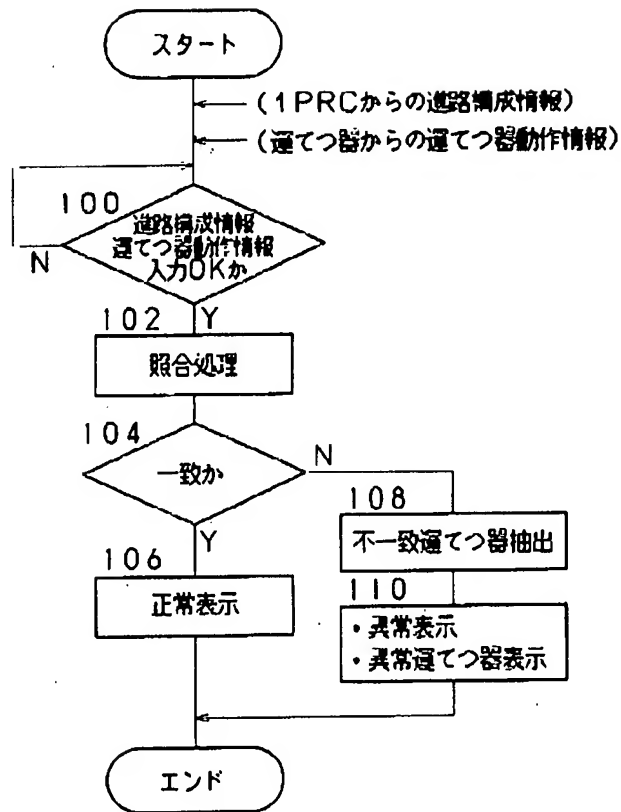 スタート
(1PRCからの進路構成情報)
(運てつ器からの運てつ器動作情報)
100
進路構成情報
運てつ器動作情報
入力OKか
N
Y
102
照合処理
104
一致か
N
Y
108
不一致運てつ器抽出
106
正常表示
110
・異常表示
・異常運てつ器表示
エンド